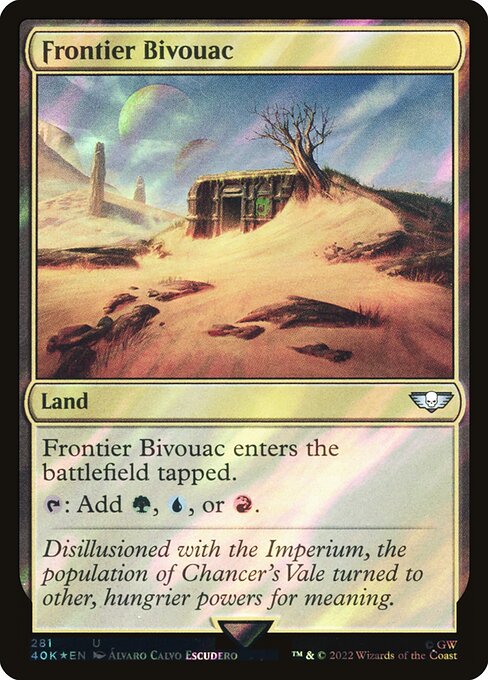 Frontier Bivouac
Land
Frontier Bivouac enters the
battlefield tapped.
: Add , , or .
Disillusioned with the Imperium, the
population of Chancer's Vale turned to
other, hungrier powers for meaning.
281 U
40K★EN Álvaro Calvo Escudero
© GW
™ & © 2022 Wizards of the Coast